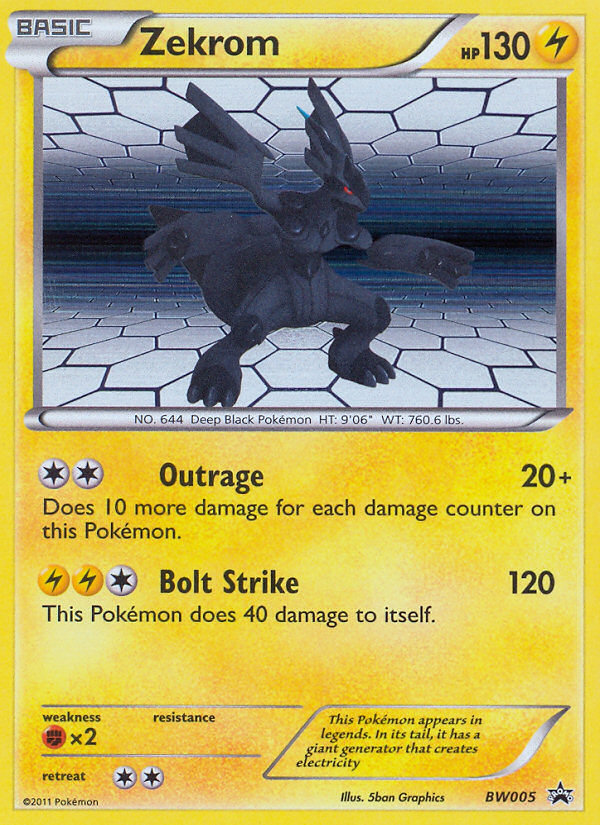 BASIC
Zekrom
HP130
NO. 644 Deep Black Pokémon HT: 9'06" WT: 760.6 lbs.
Outrage 20+
Does 10 more damage for each damage counter on
this Pokémon.
Bolt Strike 120
This Pokémon does 40 damage to itself.
weakness resistance
×2
This Pokémon appears in
legends. In its tail, it has a
giant generator that creates
electricity
retreat
©2011 Pokémon
Illus. 5ban Graphics
BW005
PROMO